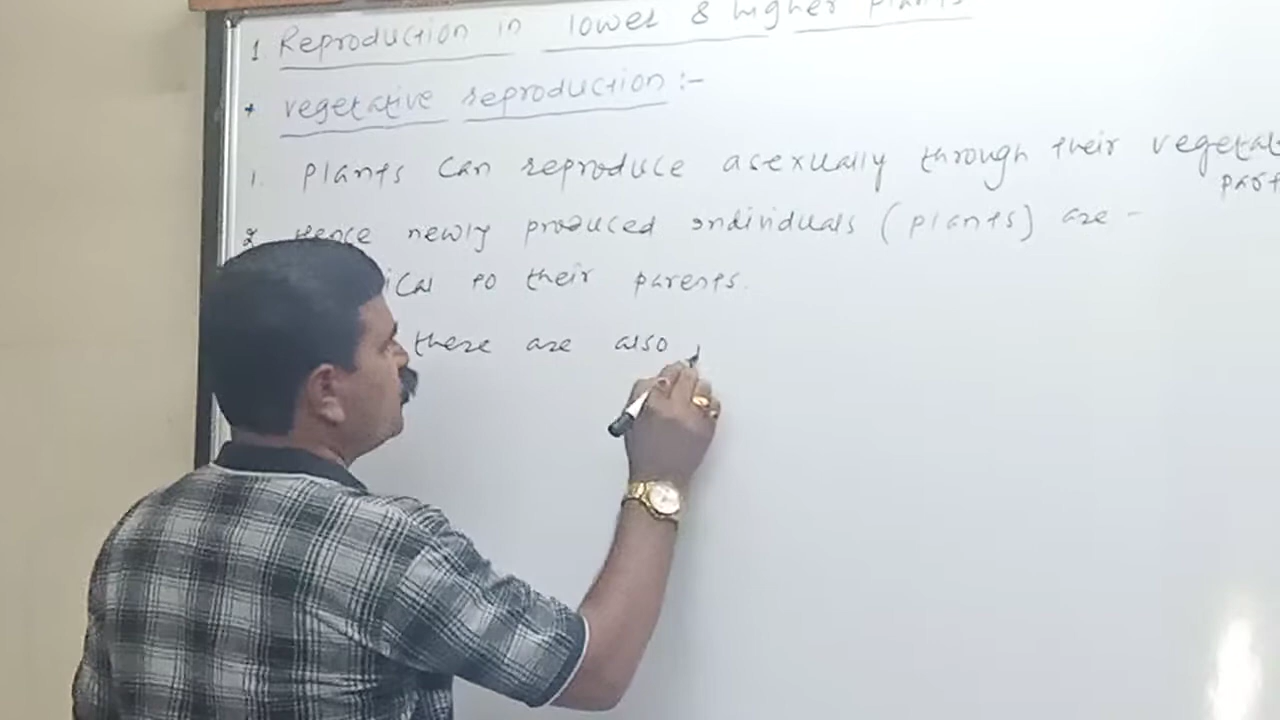 1 Reproduction in lower & higher plants
* vegetative reproduction :-
1. plants can reproduce asexually through their vegetat
part
2. Hence newly produced individuals (plants) are -
ical to their parents.
there are also